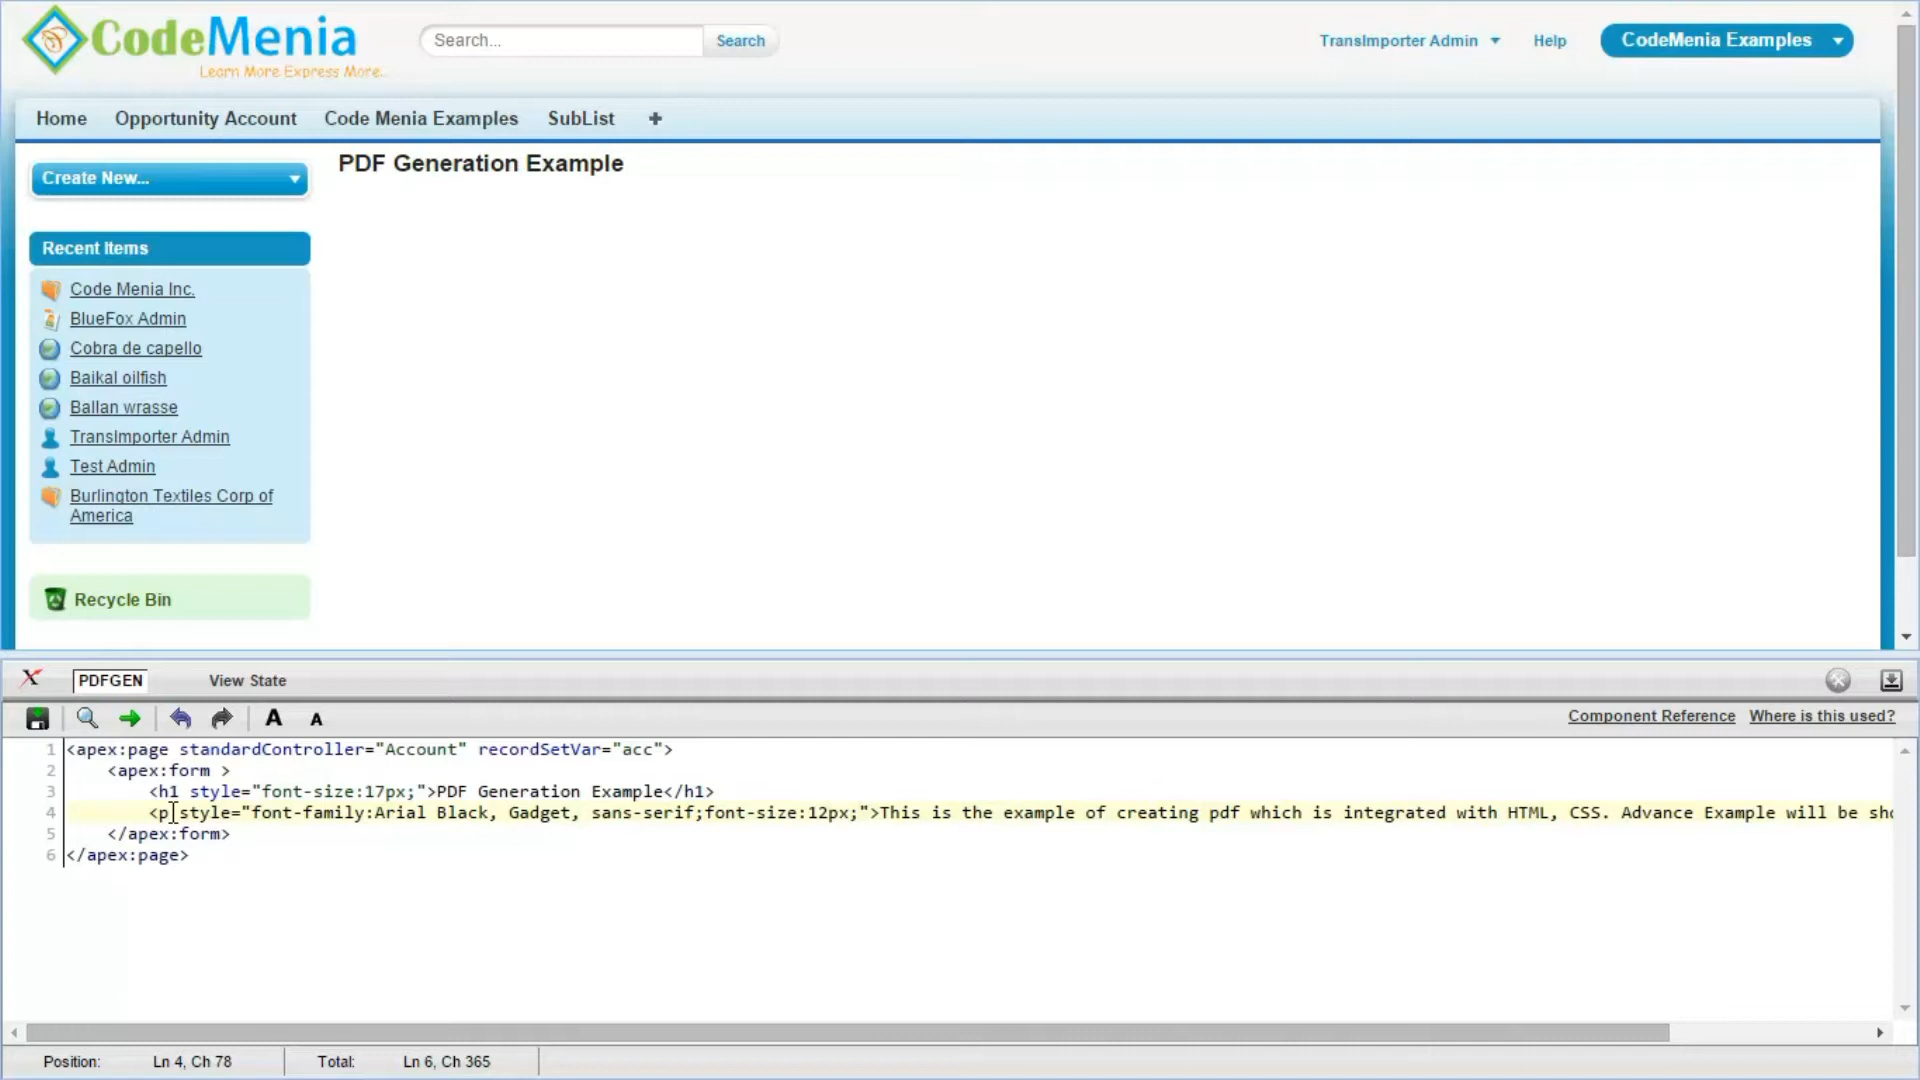 CodeMenia
Learn More Express More..
Search...
Search
TransImporter Admin
Help
CodeMenia Examples
Home
Opportunity Account
Code Menia Examples
SubList
+
Create New...
PDF Generation Example
Recent Items
Code Menia Inc.
BlueFox Admin
Cobra de capello
Baikal oilfish
Ballan wrasse
TransImporter Admin
Test Admin
Burlington Textiles Corp of
America
Recycle Bin
PDFGEN
View State
A
A
Component Reference
Where is this used?
1 <apex:page standardController="Account" recordSetVar="acc">
2 <apex:form >
3 <h1 style="font-size:17px;">PDF Generation Example</h1>
4 <p style="font-family:Arial Black, Gadget, sans-serif;font-size:12px;">This is the example of creating pdf which is integrated with HTML, CSS. Advance Example will be sho
5 </apex:form>
6 </apex:page>
Position:
Ln 4, Ch 78
Total:
Ln 6, Ch 365